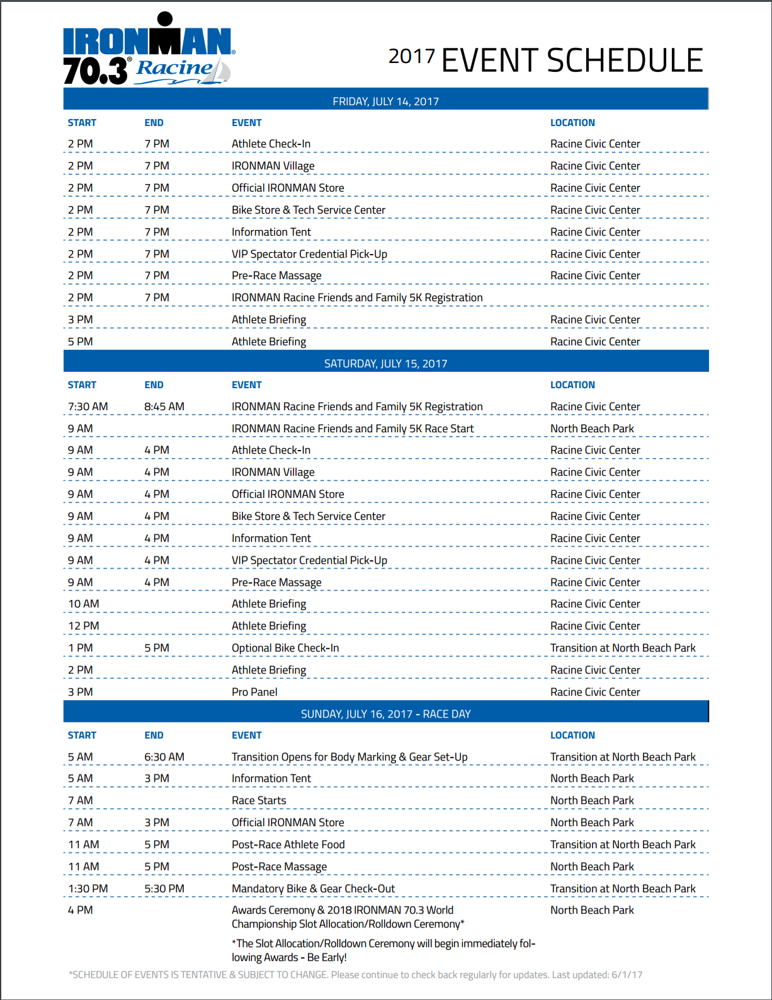 IRONMAN®
70.3® Racine
2017 EVENT SCHEDULE
FRIDAY, JULY 14, 2017
START END EVENT LOCATION
2 PM 7 PM Athlete Check-In Racine Civic Center
2 PM 7 PM IRONMAN Village Racine Civic Center
2 PM 7 PM Official IRONMAN Store Racine Civic Center
2 PM 7 PM Bike Store & Tech Service Center Racine Civic Center
2 PM 7 PM Information Tent Racine Civic Center
2 PM 7 PM VIP Spectator Credential Pick-Up Racine Civic Center
2 PM 7 PM Pre-Race Massage Racine Civic Center
2 PM 7 PM IRONMAN Racine Friends and Family 5K Registration
3 PM Athlete Briefing Racine Civic Center
5 PM Athlete Briefing Racine Civic Center
SATURDAY, JULY 15, 2017
START END EVENT LOCATION
7:30 AM 8:45 AM IRONMAN Racine Friends and Family 5K Registration Racine Civic Center
9 AM IRONMAN Racine Friends and Family 5K Race Start North Beach Park
9 AM 4 PM Athlete Check-In Racine Civic Center
9 AM 4 PM IRONMAN Village Racine Civic Center
9 AM 4 PM Official IRONMAN Store Racine Civic Center
9 AM 4 PM Bike Store & Tech Service Center Racine Civic Center
9 AM 4 PM Information Tent Racine Civic Center
9 AM 4 PM VIP Spectator Credential Pick-Up Racine Civic Center
9 AM 4 PM Pre-Race Massage Racine Civic Center
10 AM Athlete Briefing Racine Civic Center
12 PM Athlete Briefing Racine Civic Center
1 PM 5 PM Optional Bike Check-In Transition at North Beach Park
2 PM Athlete Briefing Racine Civic Center
3 PM Pro Panel Racine Civic Center
SUNDAY, JULY 16, 2017 - RACE DAY
START END EVENT LOCATION
5 AM 6:30 AM Transition Opens for Body Marking & Gear Set-Up Transition at North Beach Park
5 AM 3 PM Information Tent North Beach Park
7 AM Race Starts North Beach Park
7 AM 3 PM Official IRONMAN Store North Beach Park
11 AM 5 PM Post-Race Athlete Food Transition at North Beach Park
11 AM 5 PM Post-Race Massage North Beach Park
1:30 PM 5:30 PM Mandatory Bike & Gear Check-Out Transition at North Beach Park
4 PM Awards Ceremony & 2018 IRONMAN 70.3 World North Beach Park
Championship Slot Allocation/Rolldown Ceremony*
*The Slot Allocation/Rolldown Ceremony will begin immediately fol-
lowing Awards - Be Early!
*SCHEDULE OF EVENTS IS TENTATIVE & SUBJECT TO CHANGE. Please continue to check back regularly for updates. Last updated: 6/1/17